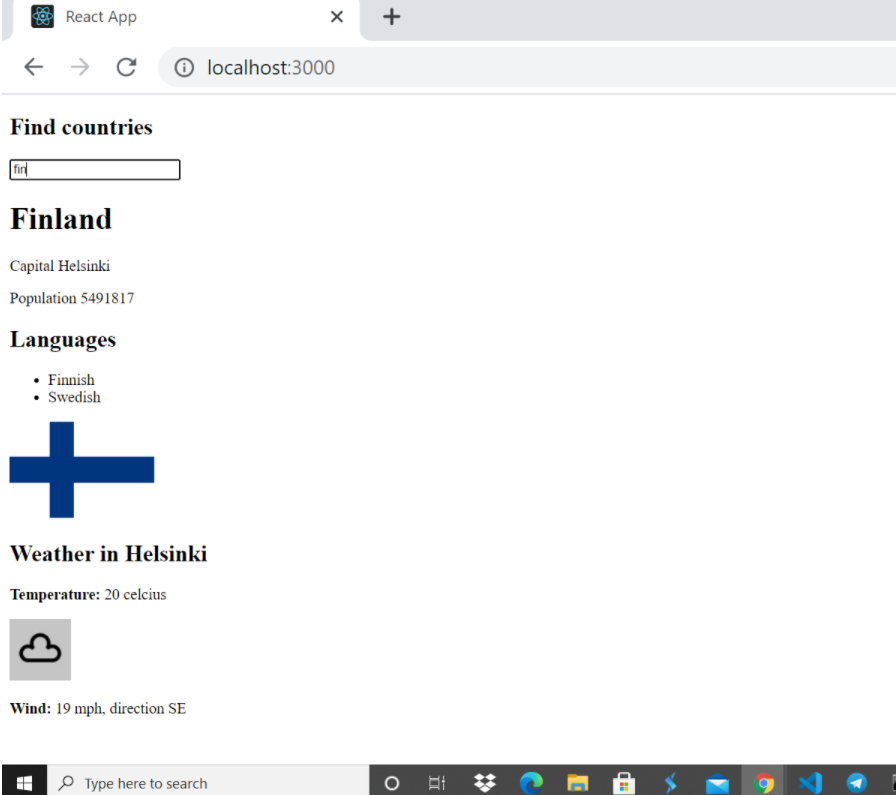 React App
localhost:3000
Find countries
fin
Finland
Capital Helsinki
Population 5491817
Languages
Finnish
Swedish
Weather in Helsinki
Temperature: 20 celcius
Wind: 19 mph, direction SE
Type here to search